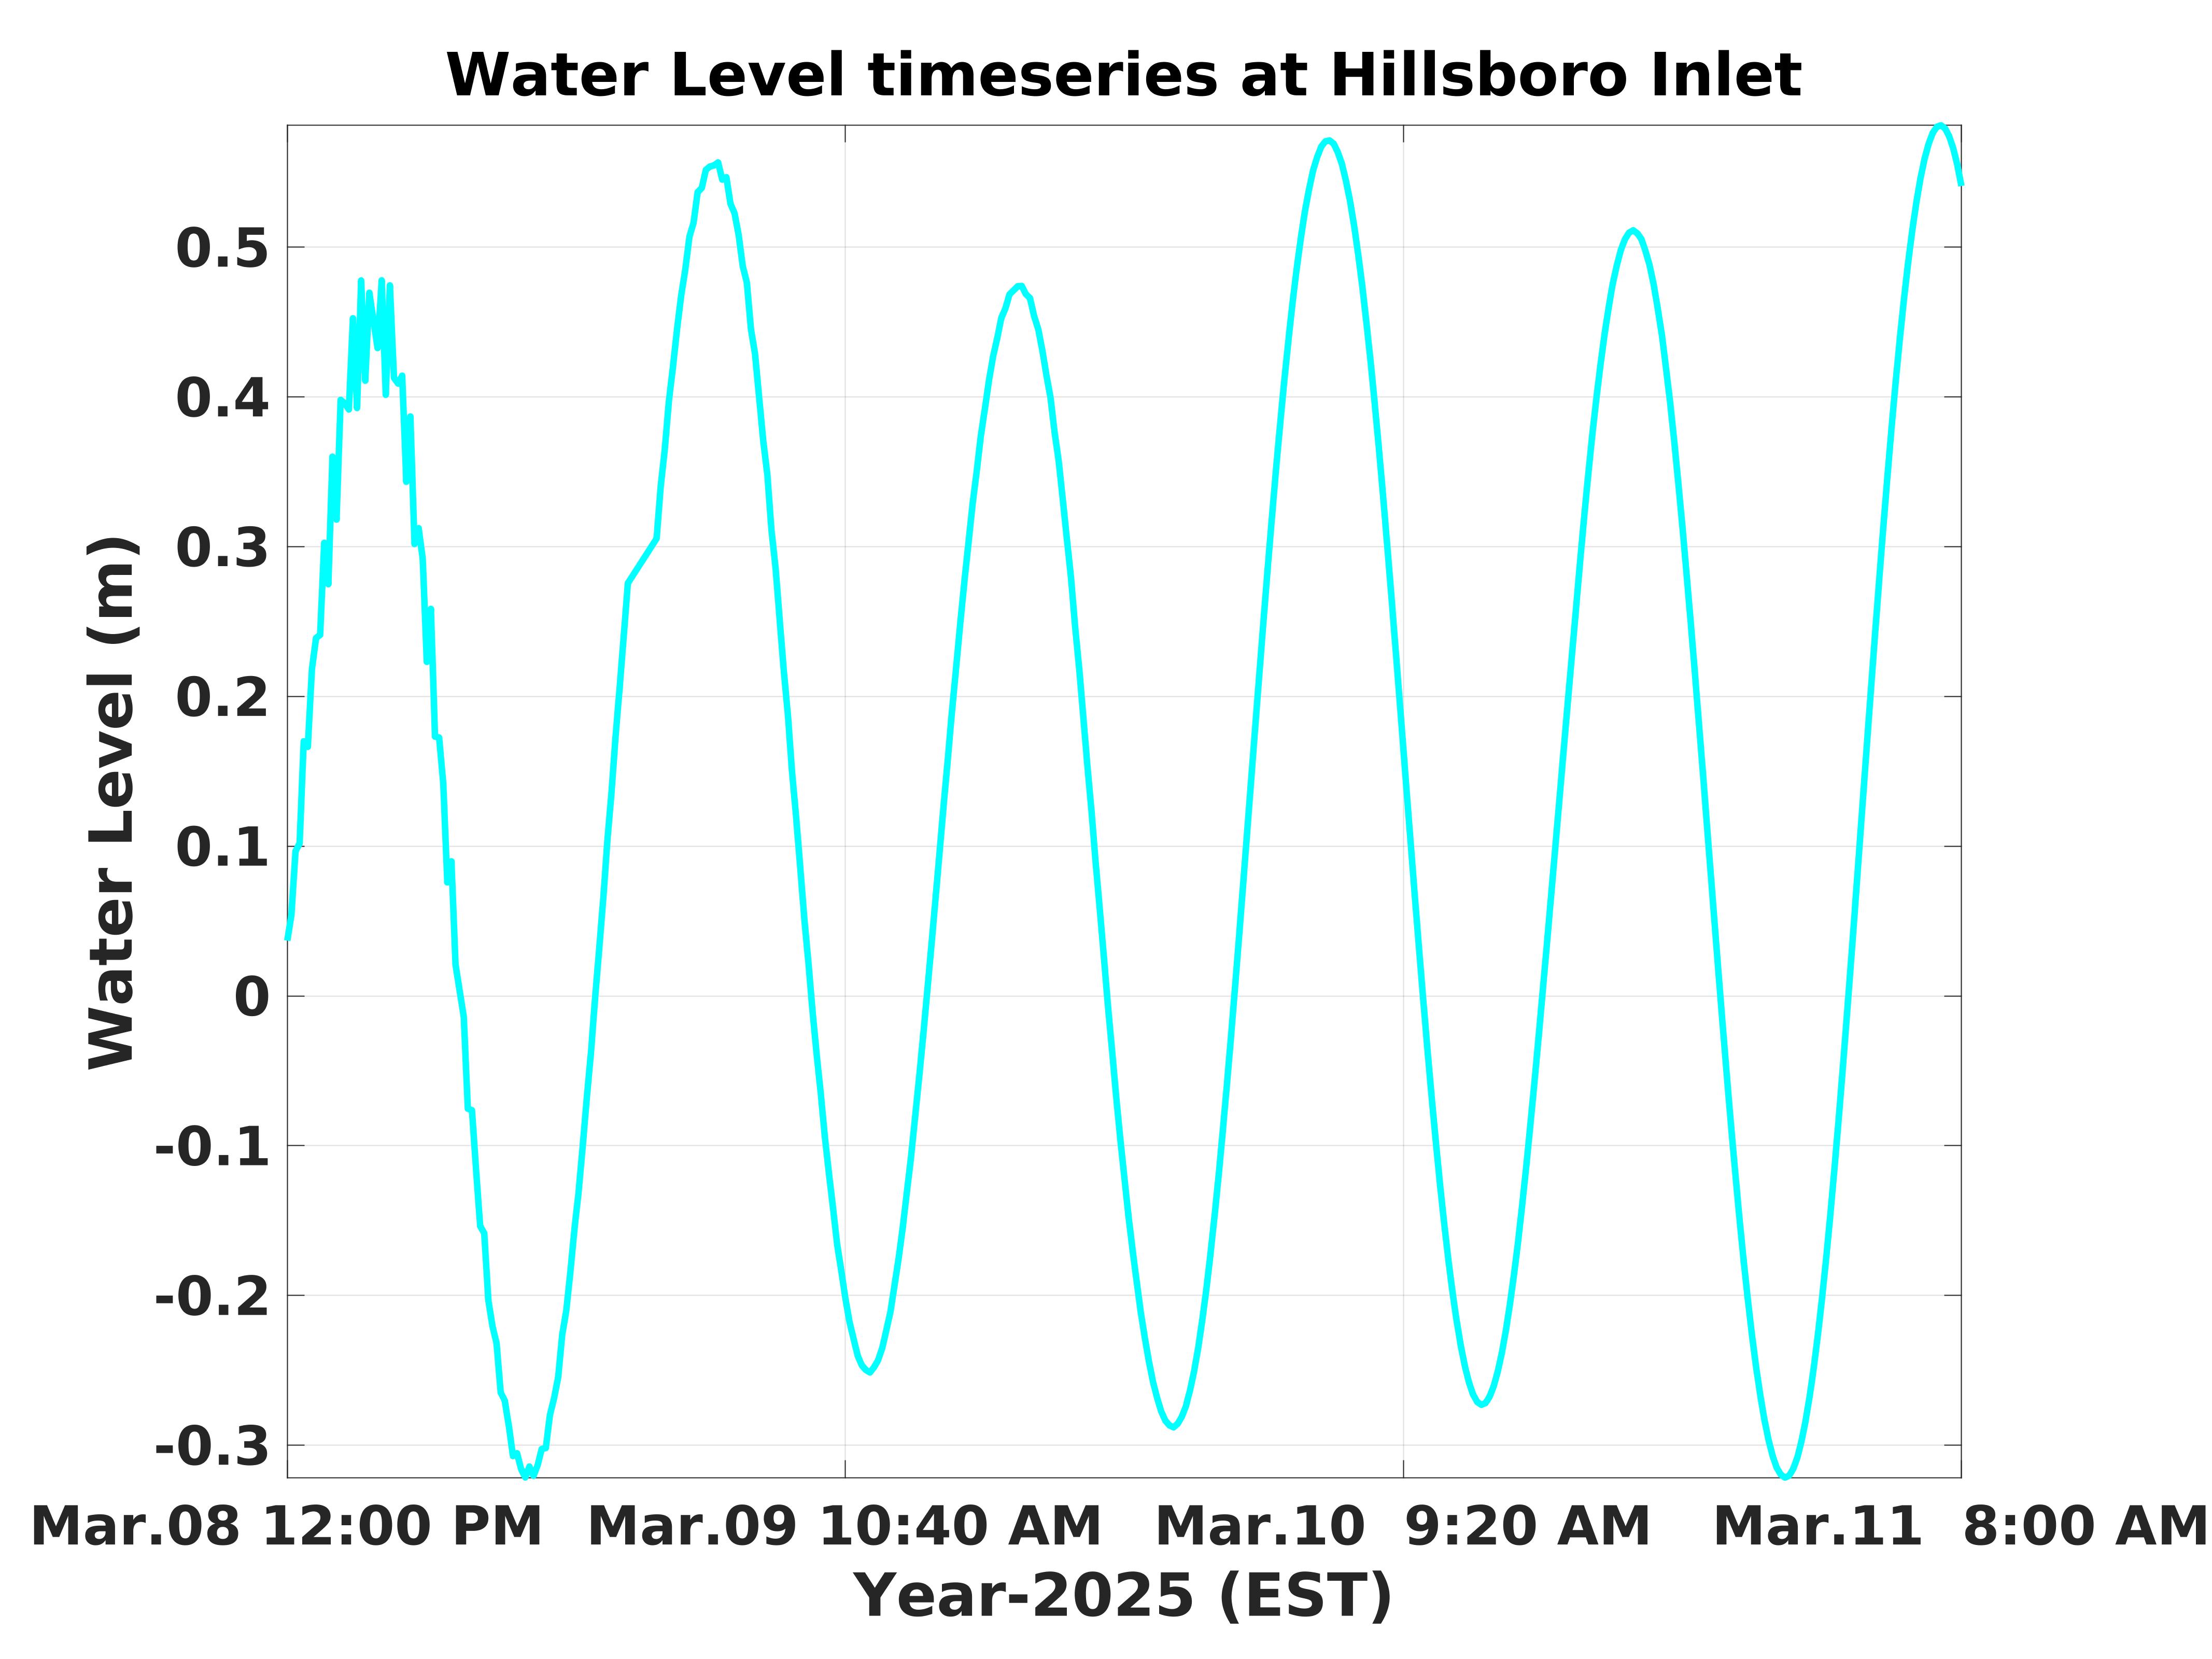 Water Level timeseries at Hillsboro Inlet
Water Level (m)
0.5
0.4
0.3
0.2
0.1
0
-0.1
-0.2
-0.3
Mar.08 12:00 PM Mar.09 10:40 AM Mar.10 9:20 AM Mar.11 8:00 AM
Year-2025 (EST)